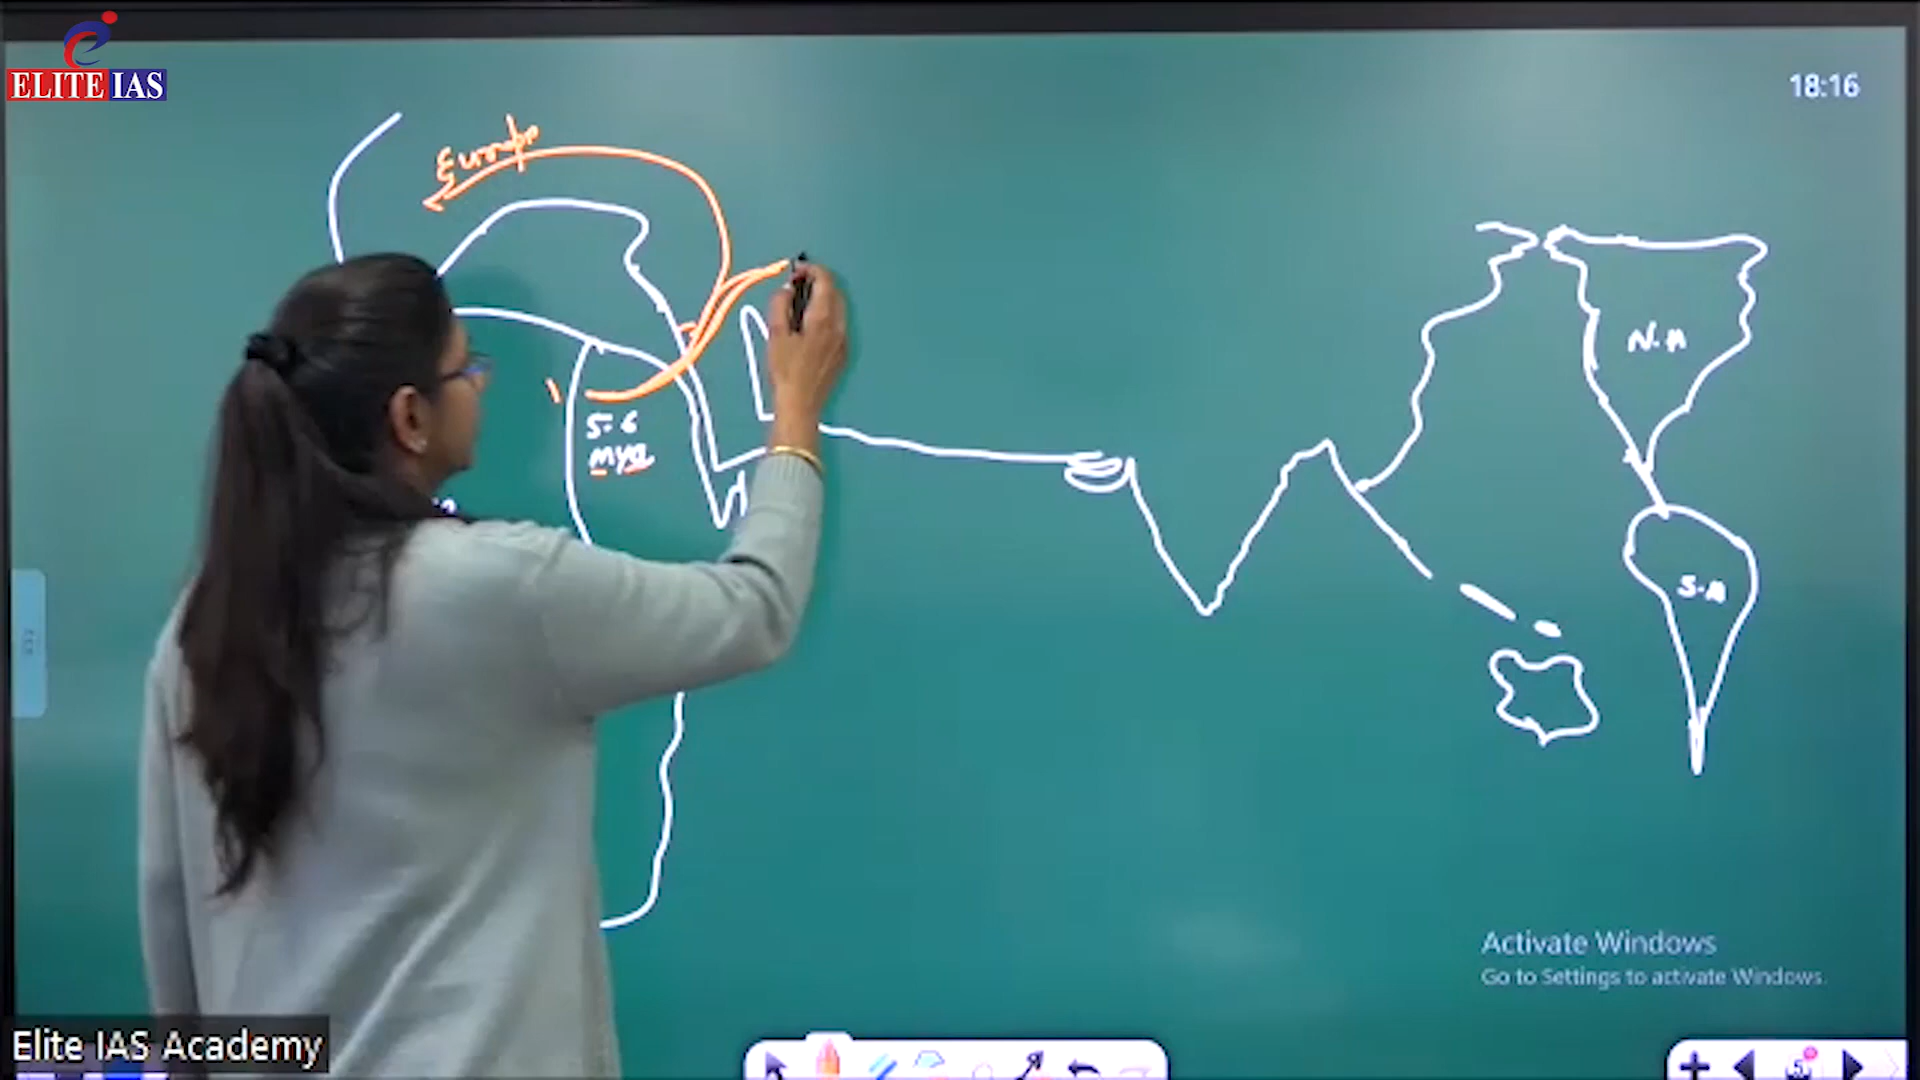 ELITE IAS
18:16
Europe
N.A
5-6
mya
S.A
Activate Windows
Go to Settings to activate Windows.
Elite IAS Academy